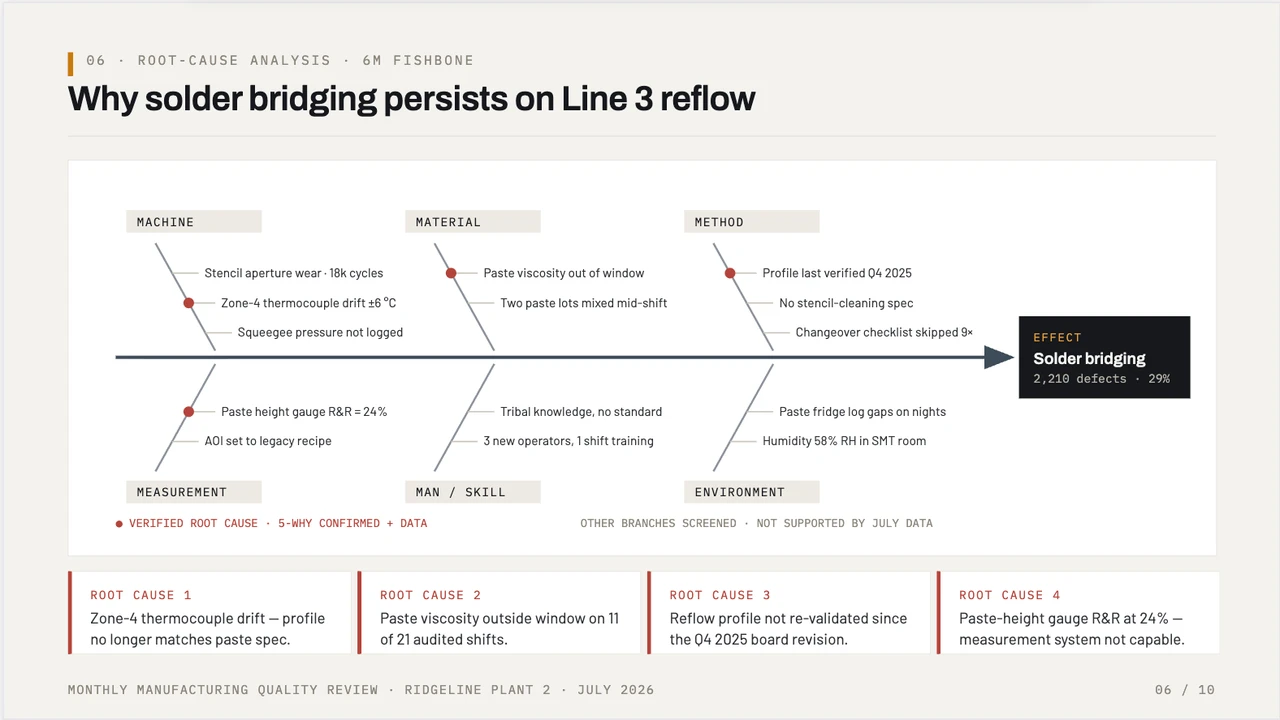 06 · ROOT-CAUSE ANALYSIS · 6M FISHBONE
Why solder bridging persists on Line 3 reflow
MACHINE
Stencil aperture wear · 18k cycles
Zone-4 thermocouple drift ±6 °C
Squeegee pressure not logged
MATERIAL
Paste viscosity out of window
Two paste lots mixed mid-shift
METHOD
Profile last verified Q4 2025
No stencil-cleaning spec
Changeover checklist skipped 9×
EFFECT
Solder bridging
2,210 defects · 29%
Paste height gauge R&R = 24%
AOI set to legacy recipe
MEASUREMENT
Tribal knowledge, no standard
3 new operators, 1 shift training
MAN / SKILL
Paste fridge log gaps on nights
Humidity 58% RH in SMT room
ENVIRONMENT
VERIFIED ROOT CAUSE · 5-WHY CONFIRMED + DATA
OTHER BRANCHES SCREENED · NOT SUPPORTED BY JULY DATA
ROOT CAUSE 1
Zone-4 thermocouple drift — profile
no longer matches paste spec.
ROOT CAUSE 2
Paste viscosity outside window on 11
of 21 audited shifts.
ROOT CAUSE 3
Reflow profile not re-validated since
the Q4 2025 board revision.
ROOT CAUSE 4
Paste-height gauge R&R at 24% —
measurement system not capable.
MONTHLY MANUFACTURING QUALITY REVIEW · RIDGELINE PLANT 2 · JULY 2026
06 / 10